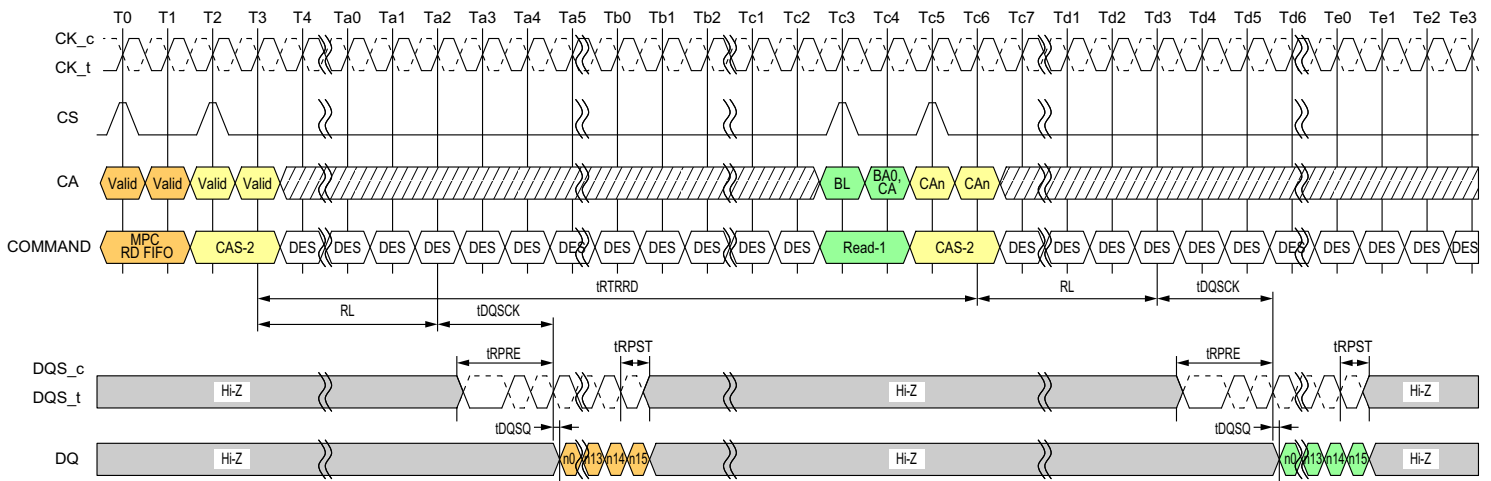 T0 T1 T2 T3 T4 Ta0 Ta1 Ta2 Ta3 Ta4 Ta5 Tb0 Tb1 Tb2 Tc1 Tc2 Tc3 Tc4 Tc5 Tc6 Tc7 Td1 Td2 Td3 Td4 Td5 Td6 Te0 Te1 Te2 Te3
CK_c
CK_t
CS
CA Valid Valid Valid Valid BL BA0, CA CAn CAn
COMMAND MPC RD FIFO CAS-2 DES DES DES DES DES DES DES DES DES DES DES DES Read-1 CAS-2 DES DES DES DES DES DES DES DES DES DES DES
tRTRRD
RL tDQSCK RL tDQSCK
tRPRE tRPST tRPRE tRPST
DQS_c
DQS_t
Hi-Z Hi-Z Hi-Z
tDQSQ tDQSQ
DQ Hi-Z n0 n13 n14 n15 Hi-Z n0 n13 n14 n15 Hi-Z